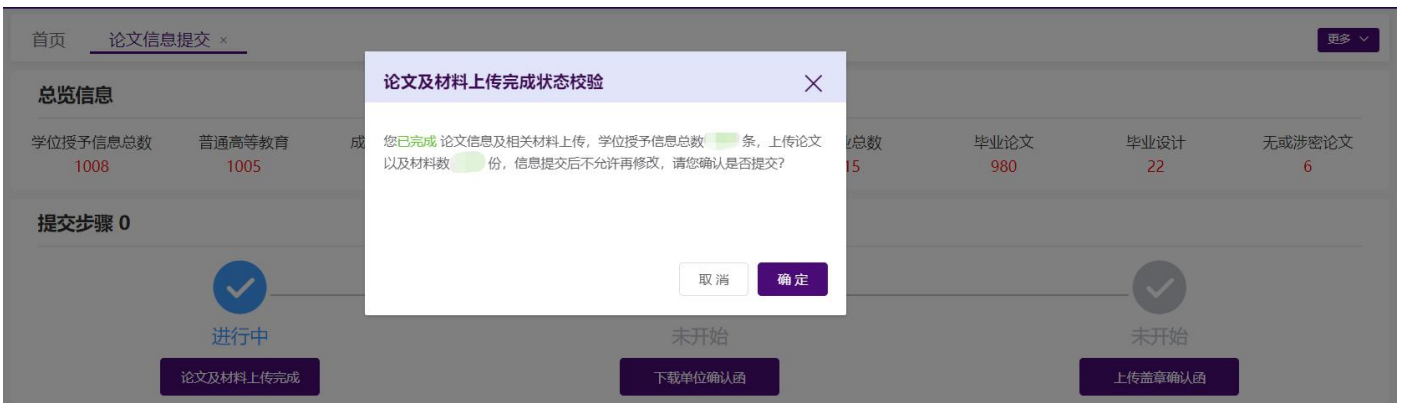 首页
论文信息提交 ×
更多
总览信息
学位授予信息总数
普通高等教育
成
业总数
毕业论文
毕业设计
无或涉密论文
1008
1005
15
980
22
6
论文及材料上传完成状态校验
您已完成 论文信息及相关材料上传，学位授予信息总数 条，上传论文
以及材料数 份，信息提交后不允许再修改，请您确认是否提交？
取 消
确 定
提交步骤 0
进行中
未开始
未开始
论文及材料上传完成
下载单位确认函
上传盖章确认函